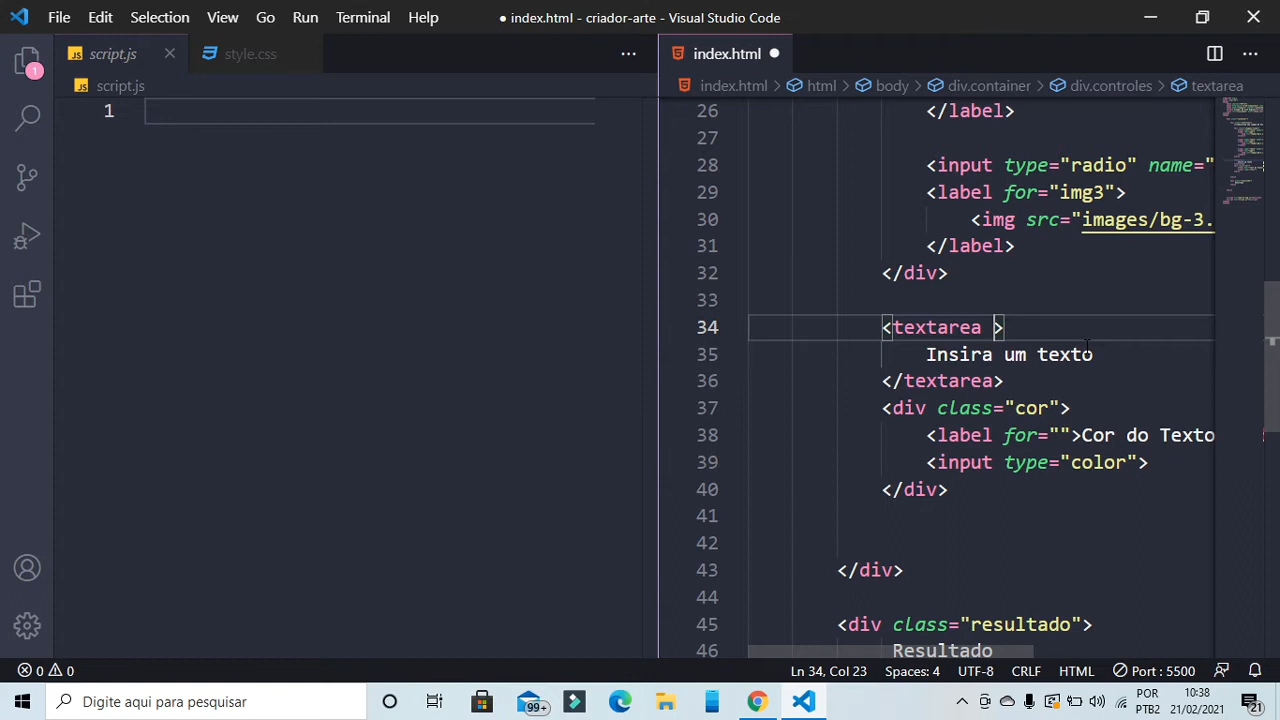 File Edit Selection View Go Run Terminal Help
● index.html - criador-arte - Visual Studio Code
1
JS script.js
style.css
index.html
JS script.js
index.html > html > body > div.container > div.controles > textarea
1
26 </label>
27
28 <input type="radio" name="
29 <label for="img3">
30 <img src="images/bg-3.
31 </label>
32 </div>
33
34 <textarea >
35 Insira um texto
36 </textarea>
37 <div class="cor">
38 <label for="">Cor do Texto
39 <input type="color">
40 </div>
41
42
43 </div>
44
45 <div class="resultado">
46 Resultado
0 0 Ln 34, Col 23 Spaces: 4 UTF-8 CRLF HTML Port : 5500
Digite aqui para pesquisar
99+
POR
PTB2
10:38
21/02/2021
21